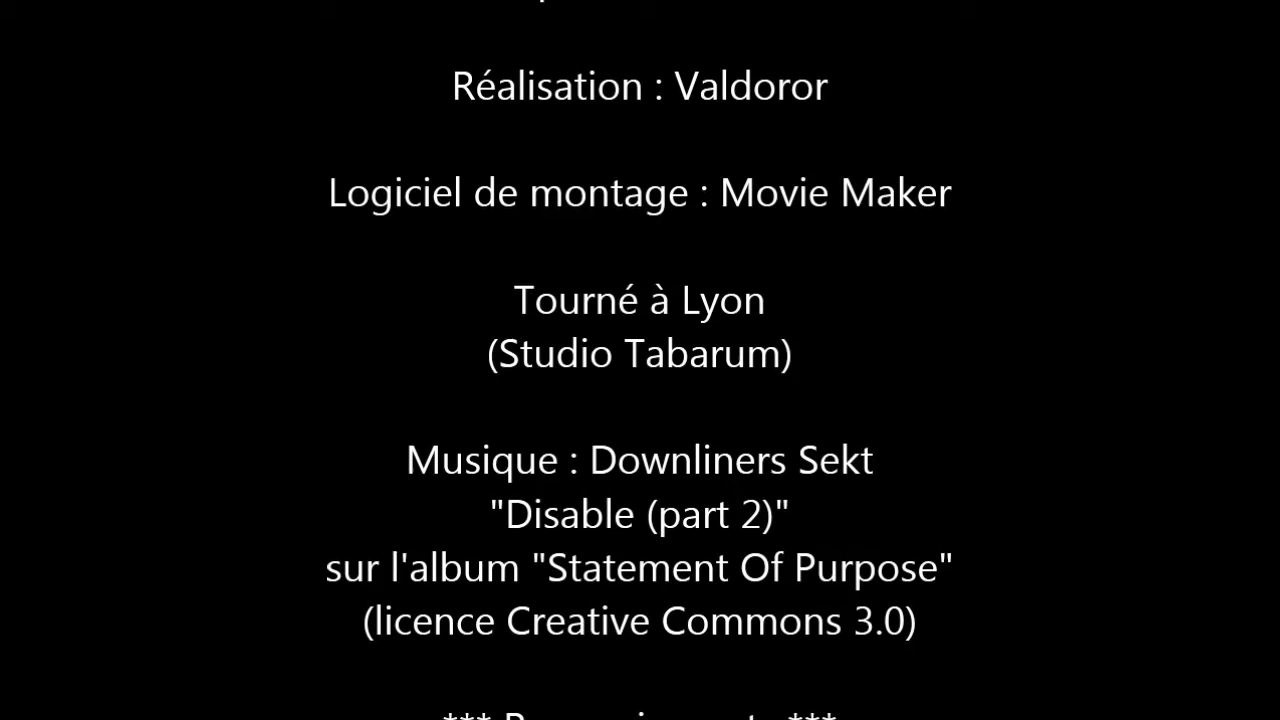 Réalisation : Valdoror
Logiciel de montage : Movie Maker
Tourné à Lyon
(Studio Tabarum)
Musique : Downliners Sekt
"Disable (part 2)"
sur l'album "Statement Of Purpose"
(licence Creative Commons 3.0)